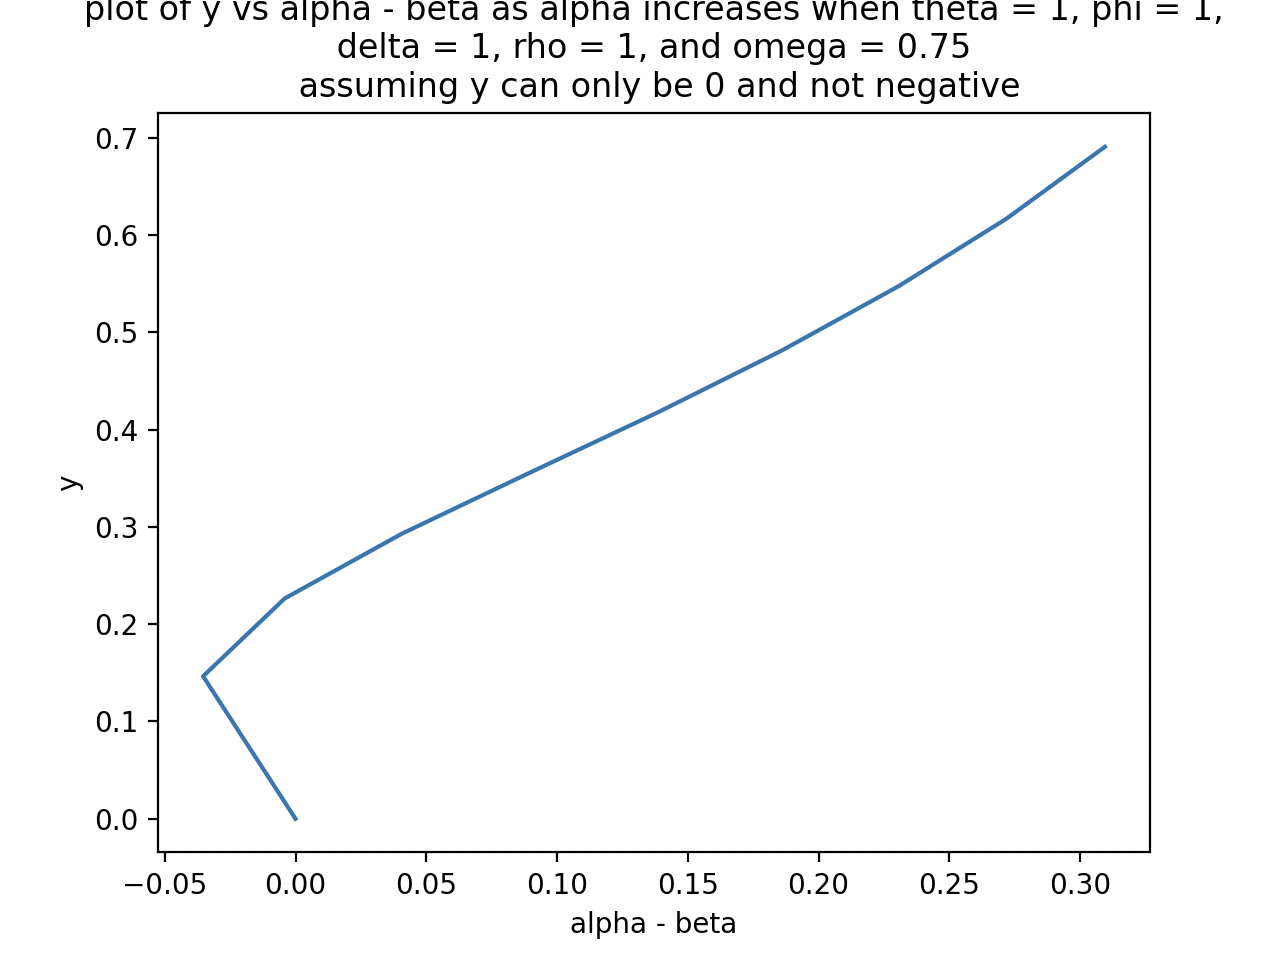 plot of y vs alpha - beta as alpha increases when theta = 1, phi = 1,
delta = 1, rho = 1, and omega = 0.75
assuming y can only be 0 and not negative
0.7
0.6
0.5
0.4
0.3
0.2
0.1
0.0
y
−0.05 0.00 0.05 0.10 0.15 0.20 0.25 0.30
alpha - beta